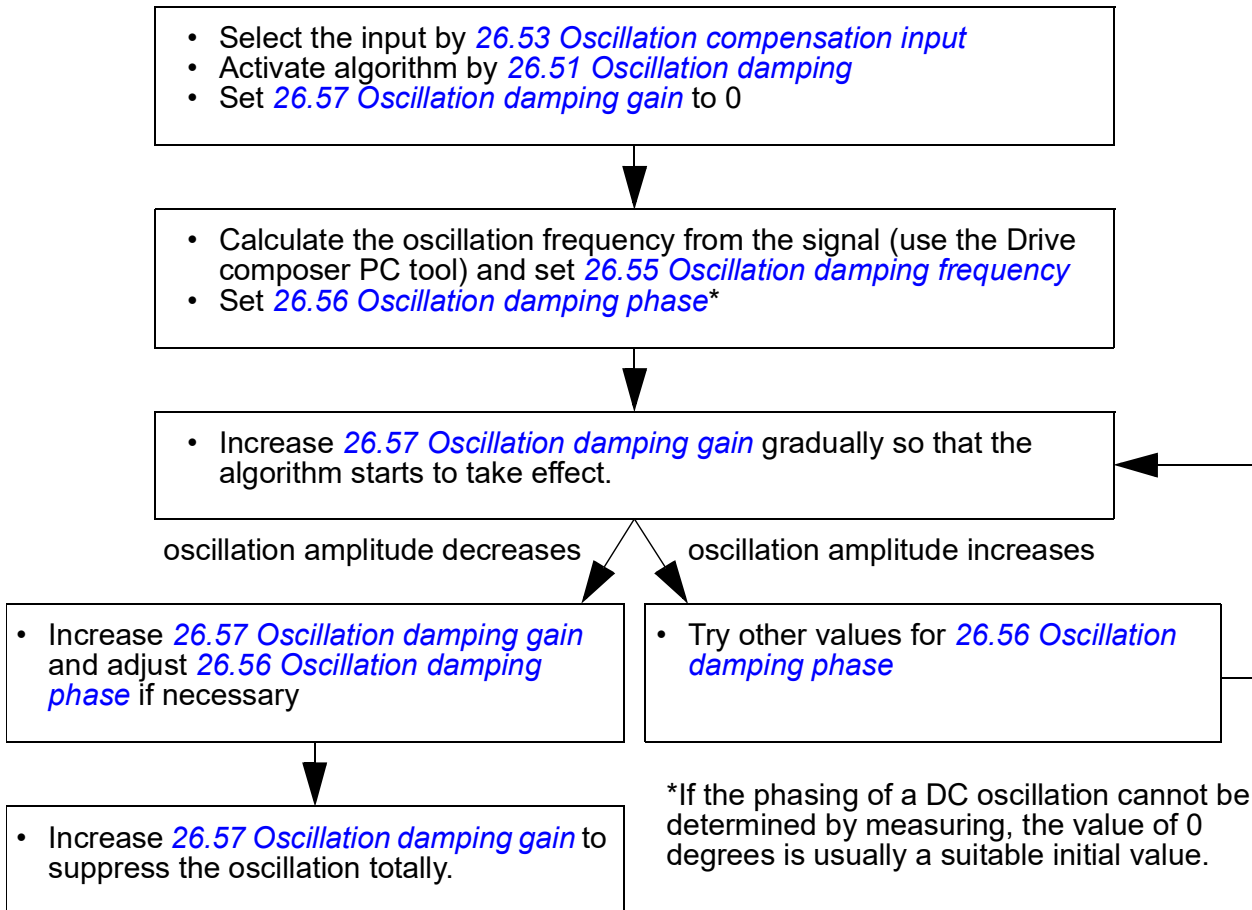 • Select the input by 26.53 Oscillation compensation input
• Activate algorithm by 26.51 Oscillation damping
• Set 26.57 Oscillation damping gain to 0
• Calculate the oscillation frequency from the signal (use the Drive
composer PC tool) and set 26.55 Oscillation damping frequency
• Set 26.56 Oscillation damping phase*
• Increase 26.57 Oscillation damping gain gradually so that the
algorithm starts to take effect.
oscillation amplitude decreases
oscillation amplitude increases
• Increase 26.57 Oscillation damping gain
and adjust 26.56 Oscillation damping
phase if necessary
• Try other values for 26.56 Oscillation
damping phase
• Increase 26.57 Oscillation damping gain to
suppress the oscillation totally.
*If the phasing of a DC oscillation cannot be
determined by measuring, the value of 0
degrees is usually a suitable initial value.